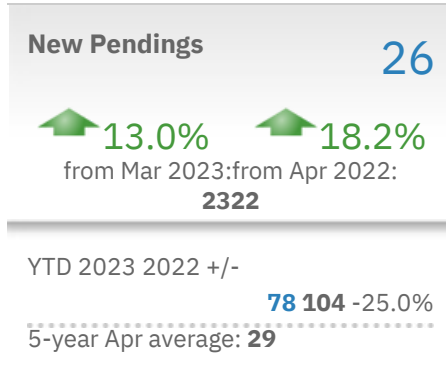 New Pendings
26
13.0% 18.2%
from Mar 2023:from Apr 2022:
2322
YTD 2023 2022 +/-
78 104 -25.0%
5-year Apr average: 29